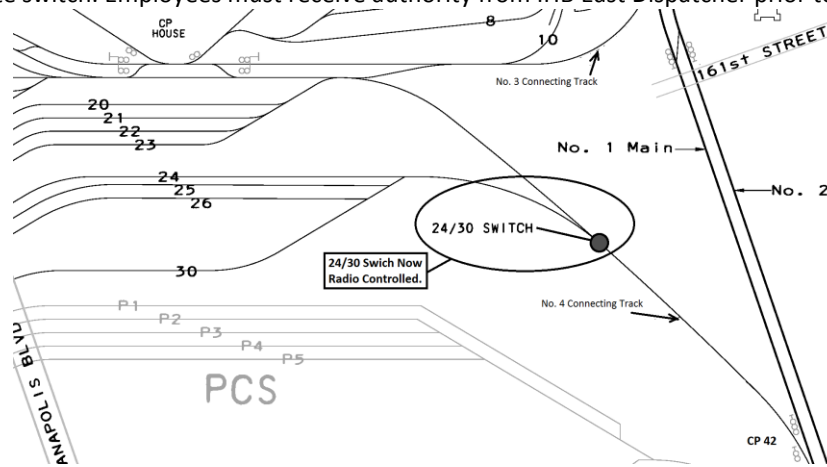 switch. Employees must receive authority from IHB East Dispatcher prior to
CP
HOUSE
8
10
No. 3 Connecting Track
161st STREET
20
21
22
23
No. 1 Main
24
25
26
No. 2
24/30 SWITCH
30
24/30 Swich Now
Radio Controlled.
No. 4 Connecting Track
P1
P2
P3
P4
P5
PCS
ANAPOLIS BLVD
CP 42